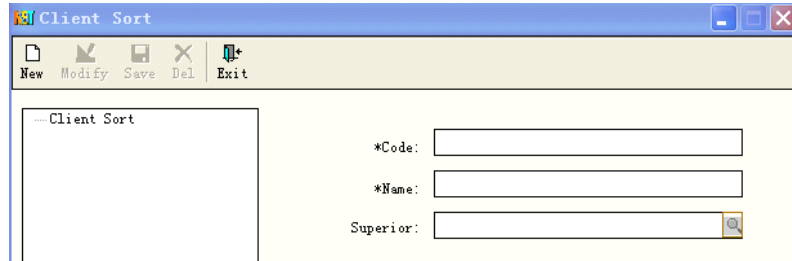 Client Sort
New Modify Save Del Exit
Client Sort
*Code:
*Name:
Superior: